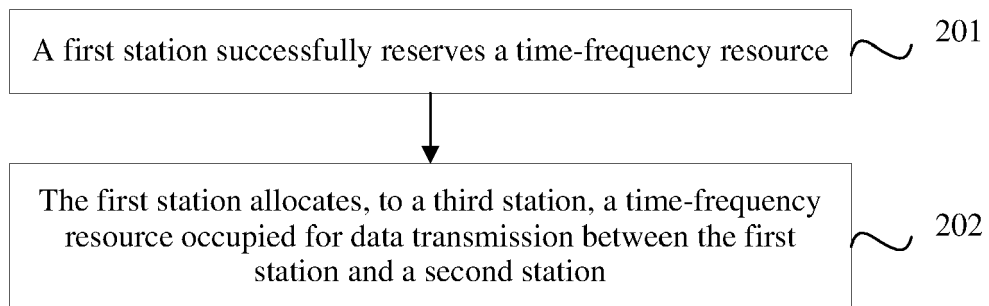 A first station successfully reserves a time-frequency resource
201
The first station allocates, to a third station, a time-frequency
resource occupied for data transmission between the first
station and a second station
202